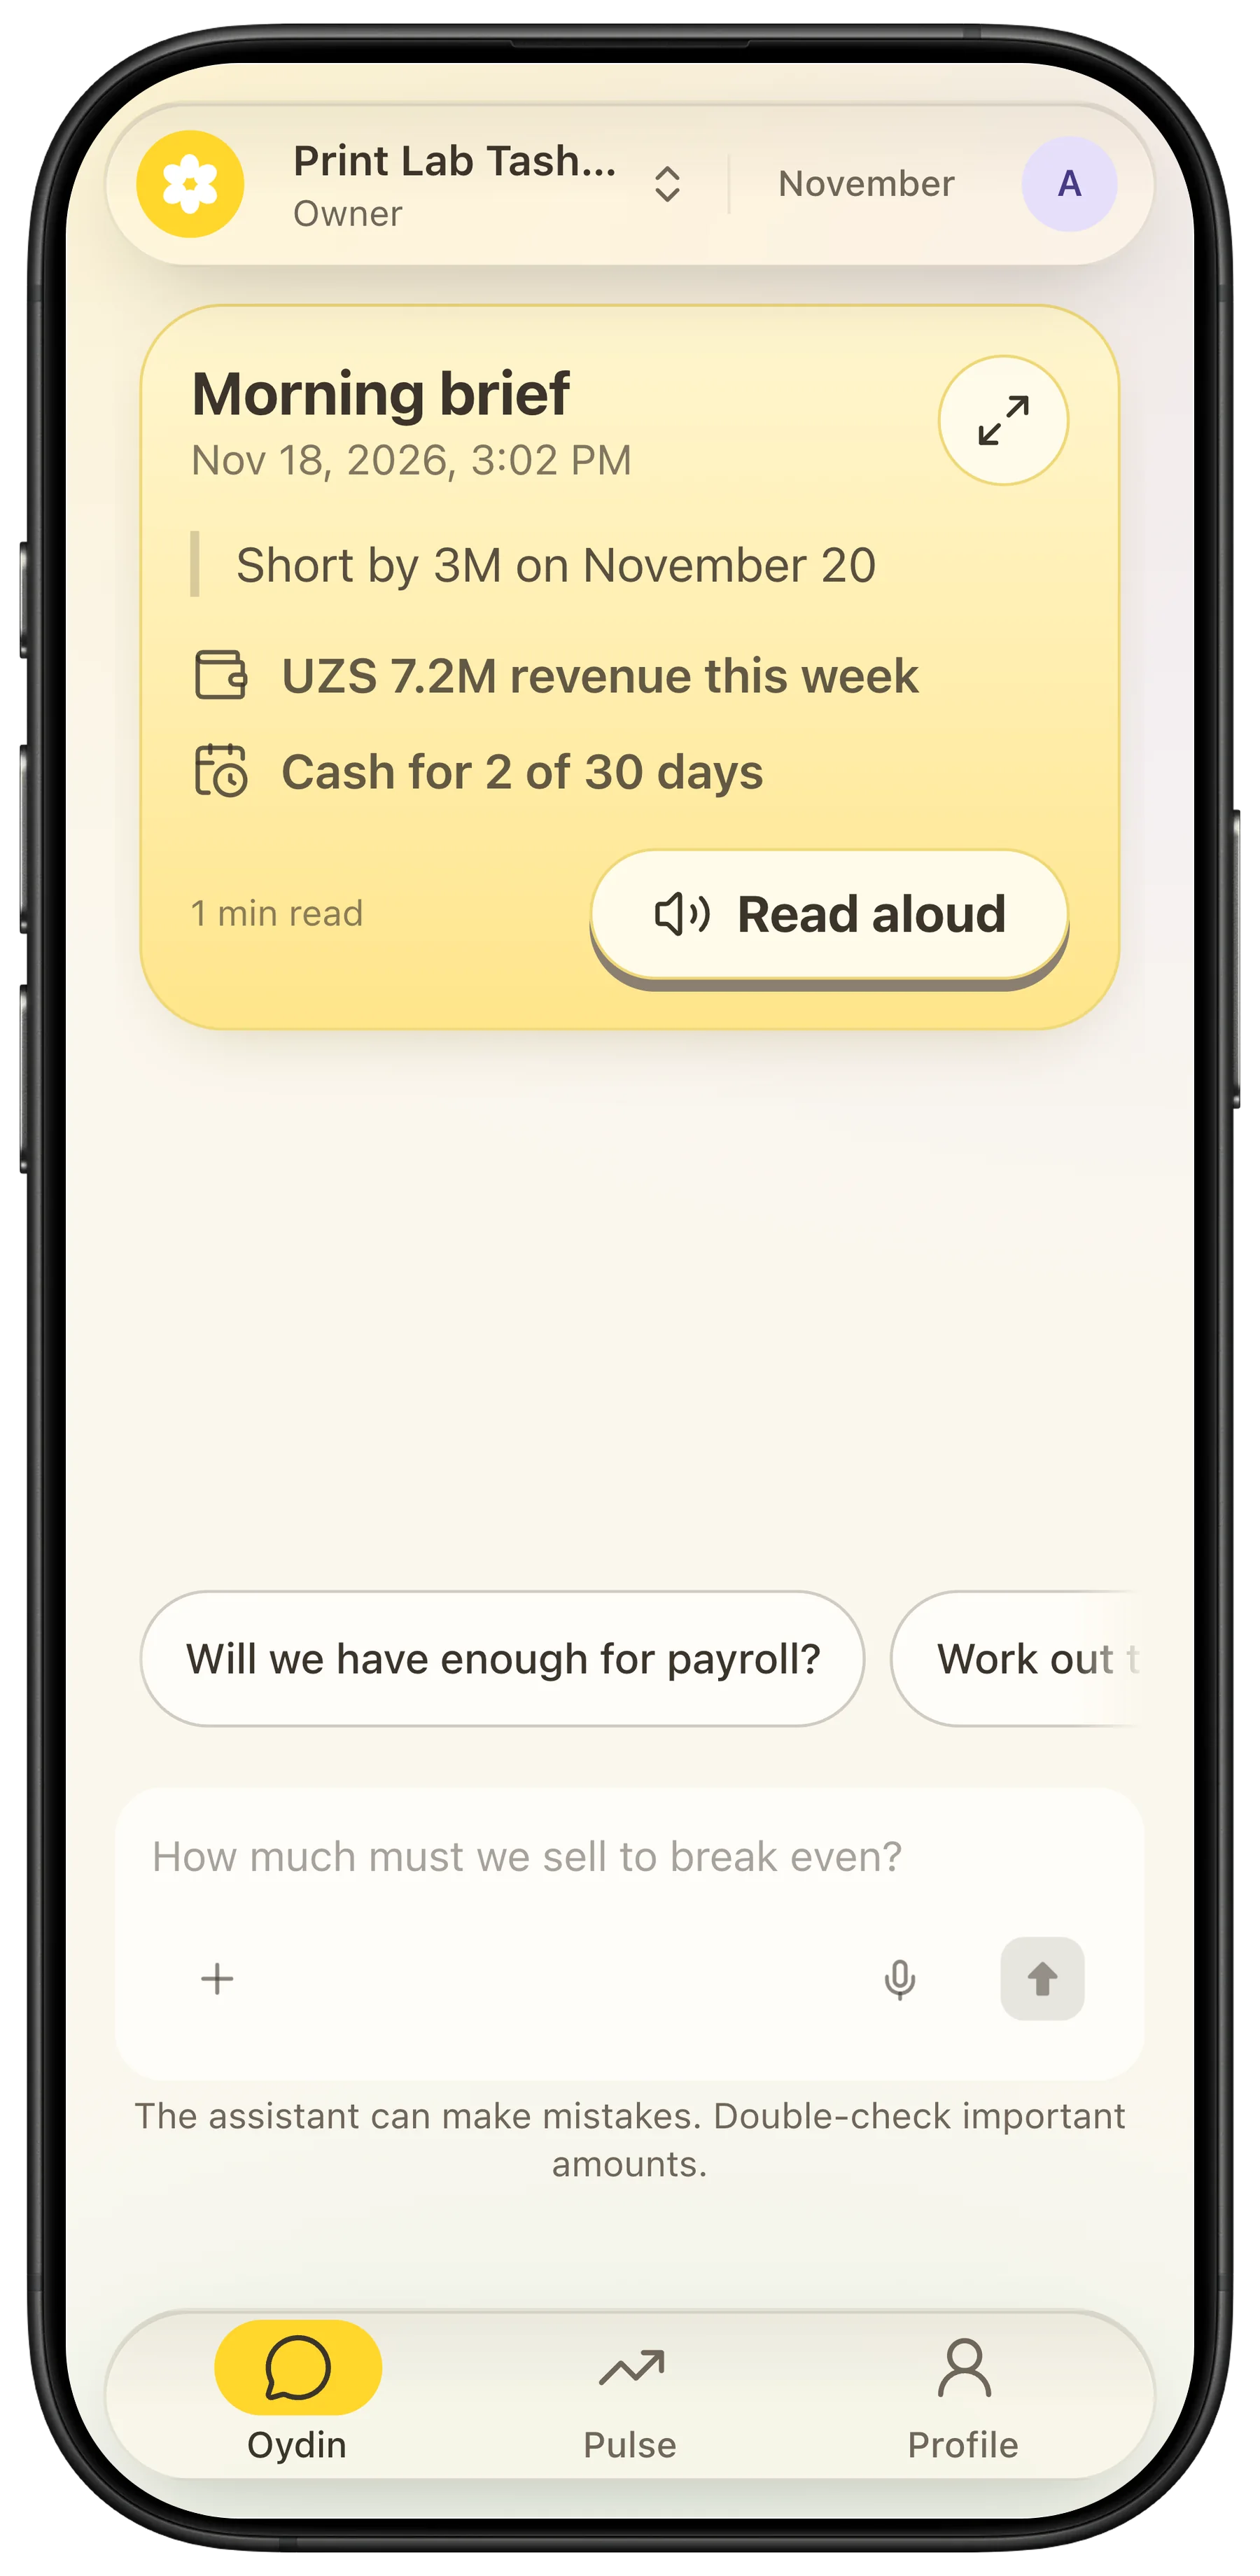 Print Lab Tash...
Owner
November
A
Morning brief
Nov 18, 2026, 3:02 PM
Short by 3M on November 20
UZS 7.2M revenue this week
Cash for 2 of 30 days
1 min read
Read aloud
Will we have enough for payroll?
Work out t
How much must we sell to break even?
The assistant can make mistakes. Double-check important
amounts.
Oydin
Pulse
Profile